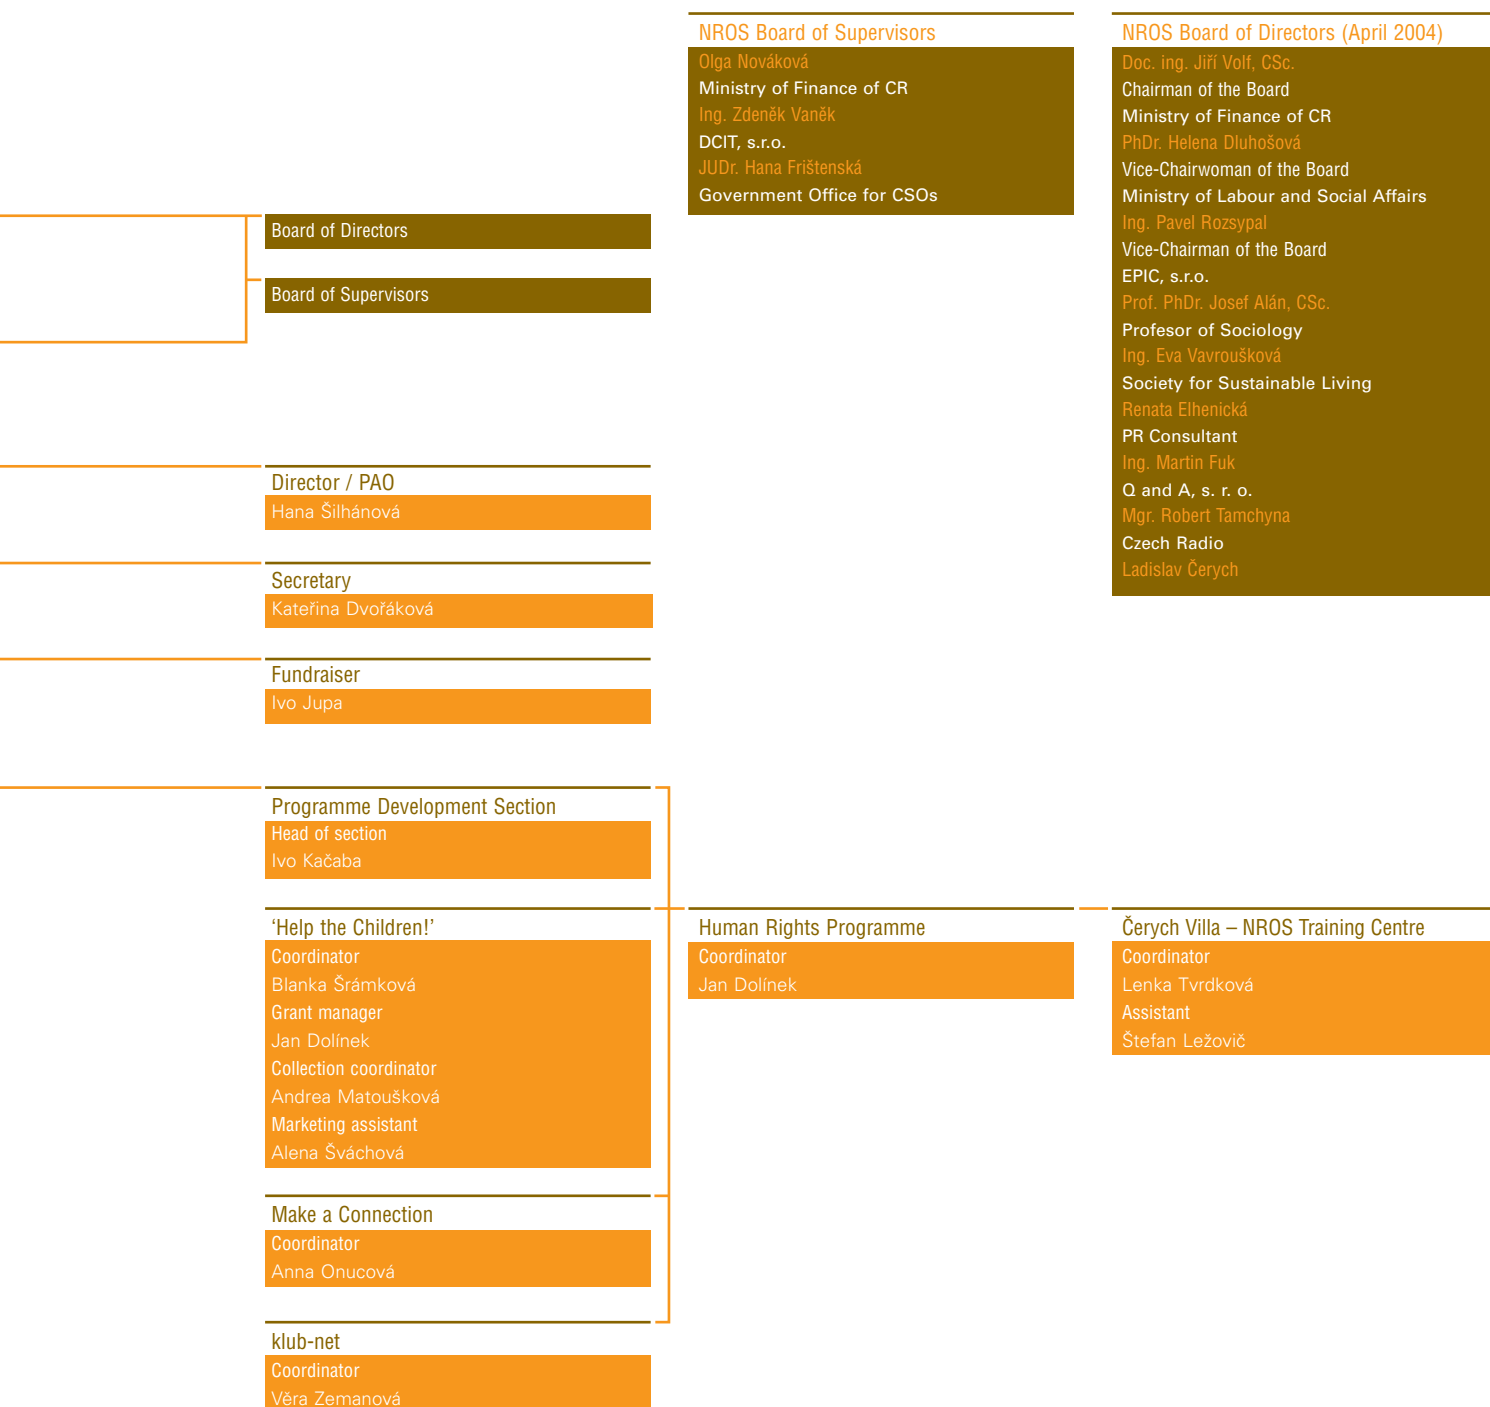 NROS Board of Supervisors
Olga Nováková
Ministry of Finance of CR
Ing. Zdeněk Vaněk
DCIT, s.r.o.
JUDr. Hana Frištenská
Government Office for CSOs
NROS Board of Directors (April 2004)
Doc. ing. Jiří Volf, CSc.
Chairman of the Board
Ministry of Finance of CR
PhDr. Helena Dluhošová
Vice-Chairwoman of the Board
Ministry of Labour and Social Affairs
Ing. Pavel Rozsypal
Vice-Chairman of the Board
EPIC, s.r.o.
Prof. PhDr. Josef Alán, CSc.
Profesor of Sociology
Ing. Eva Vavroušková
Society for Sustainable Living
Renata Elhenická
PR Consultant
Ing. Martin Fuk
Q and A, s. r. o.
Mgr. Robert Tamchyna
Czech Radio
Ladislav Čerych
Board of Directors
Board of Supervisors
Director / PAO
Hana Šilhánová
Secretary
Kateřina Dvořáková
Fundraiser
Ivo Jupa
Programme Development Section
Head of section
Ivo Kačaba
‘Help the Children!’
Coordinator
Blanka Šrámková
Grant manager
Jan Dolínek
Collection coordinator
Andrea Matoušková
Marketing assistant
Alena Šváchová
Human Rights Programme
Coordinator
Jan Dolínek
Čerych Villa – NROS Training Centre
Coordinator
Lenka Tvrdková
Assistant
Štefan Ležovič
Make a Connection
Coordinator
Anna Onucová
klub-net
Coordinator
Věra Zemanová